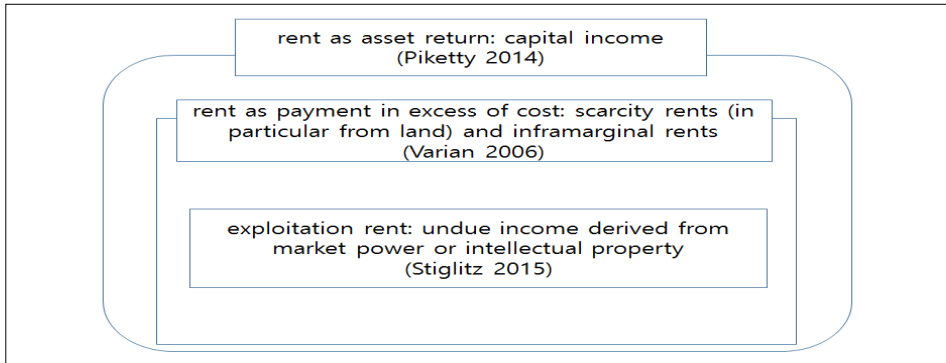 rent as asset return: capital income
(Piketty 2014)
rent as payment in excess of cost: scarcity rents (in
particular from land) and inframarginal rents
(Varian 2006)
exploitation rent: undue income derived from
market power or intellectual property
(Stiglitz 2015)